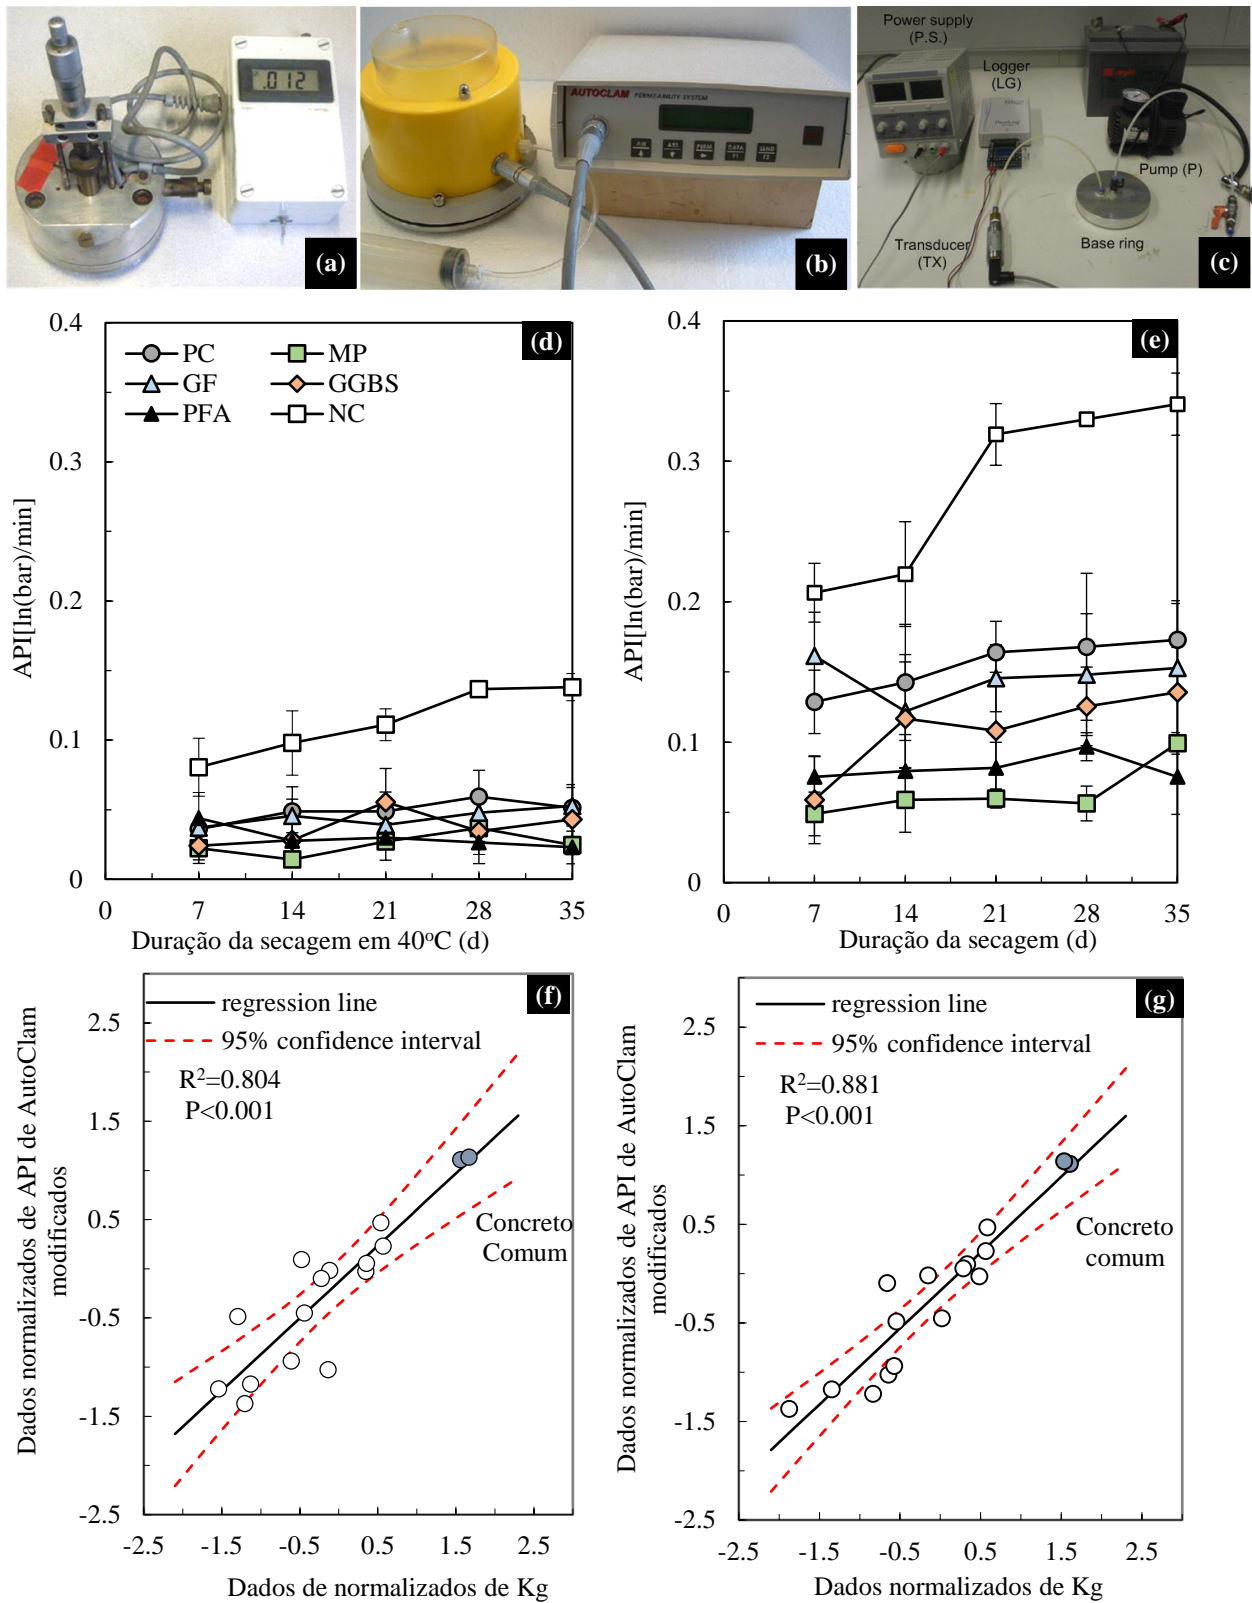 .012
(a)
AUTOCLAM PERMEABILITY SYSTEM
(b)
Power supply
(P.S.)
Logger
(LG)
Pump (P)
Transducer
(TX)
Base ring
(c)
(d)
PC MP
GF GGBS
PFA NC
API[ln(bar)/min]
0.4
0.3
0.2
0.1
0
0 7 14 21 28 35
Duração da secagem em 40ºC (d)
(e)
API[ln(bar)/min]
0.4
0.3
0.2
0.1
0
0 7 14 21 28 35
Duração da secagem (d)
(f)
regression line
95% confidence interval
R²=0.804
P<0.001
Concreto
Comum
Dados normalizados de API de AutoClam
modificados
2.5
1.5
0.5
-0.5
-1.5
-2.5
-2.5 -1.5 -0.5 0.5 1.5 2.5
Dados de normalizados de Kg
(g)
regression line
95% confidence interval
R²=0.881
P<0.001
Concreto
comum
Dados normalizados de API de AutoClam
modificados
2.5
1.5
0.5
-0.5
-1.5
-2.5
-2.5 -1.5 -0.5 0.5 1.5 2.5
Dados normalizados de Kg